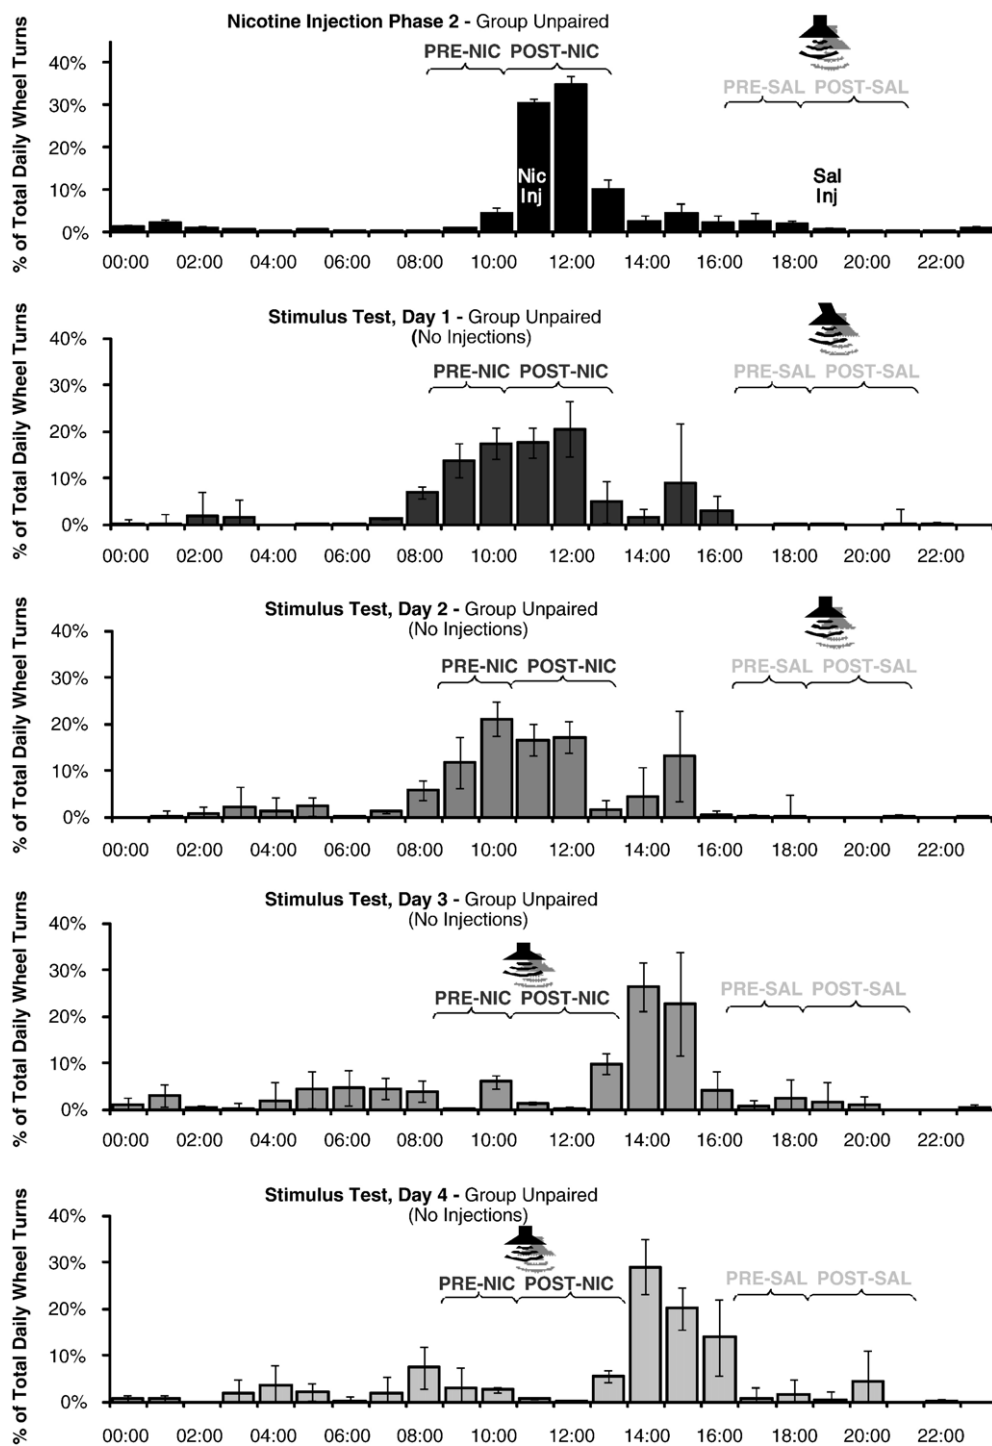 Nicotine Injection Phase 2 - Group Unpaired
% of Total Daily Wheel Turns
PRE-NIC POST-NIC
PRE-SAL POST-SAL
40%
30%
20%
10%
0%
Nic
Inj
Sal
Inj
00:00 02:00 04:00 06:00 08:00 10:00 12:00 14:00 16:00 18:00 20:00 22:00
Stimulus Test, Day 1 - Group Unpaired
(No Injections)
% of Total Daily Wheel Turns
PRE-NIC POST-NIC
PRE-SAL POST-SAL
40%
30%
20%
10%
0%
00:00 02:00 04:00 06:00 08:00 10:00 12:00 14:00 16:00 18:00 20:00 22:00
Stimulus Test, Day 2 - Group Unpaired
(No Injections)
% of Total Daily Wheel Turns
PRE-NIC POST-NIC
PRE-SAL POST-SAL
40%
30%
20%
10%
0%
00:00 02:00 04:00 06:00 08:00 10:00 12:00 14:00 16:00 18:00 20:00 22:00
Stimulus Test, Day 3 - Group Unpaired
(No Injections)
% of Total Daily Wheel Turns
PRE-NIC POST-NIC
PRE-SAL POST-SAL
40%
30%
20%
10%
0%
00:00 02:00 04:00 06:00 08:00 10:00 12:00 14:00 16:00 18:00 20:00 22:00
Stimulus Test, Day 4 - Group Unpaired
(No Injections)
% of Total Daily Wheel Turns
PRE-NIC POST-NIC
PRE-SAL POST-SAL
40%
30%
20%
10%
0%
00:00 02:00 04:00 06:00 08:00 10:00 12:00 14:00 16:00 18:00 20:00 22:00